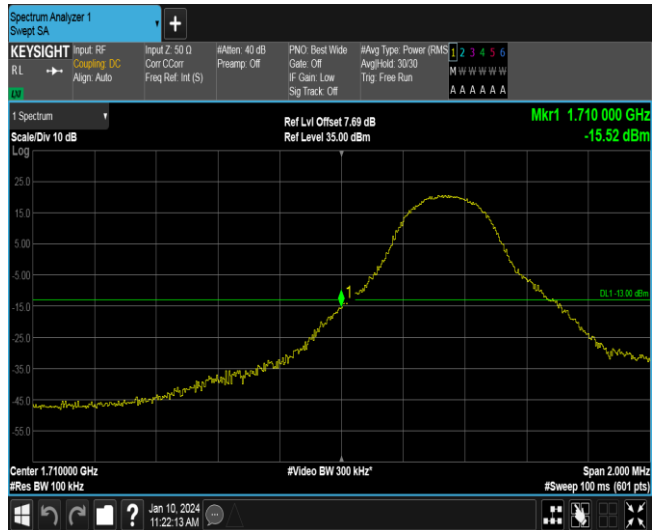 Spectrum Analyzer 1
Swept SA
+
KEYSIGHT
RL
LXI
Input: RF
Coupling: DC
Align: Auto
Input Z: 50 Ω
Corr CCorr
Freq Ref: Int (S)
#Atten: 40 dB
Preamp: Off
PNO: Best Wide
Gate: Off
IF Gain: Low
Sig Track: Off
#Avg Type: Power (RMS
Avg|Hold: 30/30
Trig: Free Run
1 2 3 4 5 6
M W W W W W
A A A A A A
1 Spectrum
Scale/Div 10 dB
Log
Ref Lvl Offset 7.69 dB
Ref Level 35.00 dBm
Mkr1 1.710 000 GHz
-15.52 dBm
25.0
15.0
5.00
-5.00
-15.0
-25.0
-35.0
-45.0
-55.0
1
DL1 -13.00 dBm
Center 1.710000 GHz
#Res BW 100 kHz
#Video BW 300 kHz*
Span 2.000 MHz
#Sweep 100 ms (601 pts)
?
Jan 10, 2024
11:22:13 AM